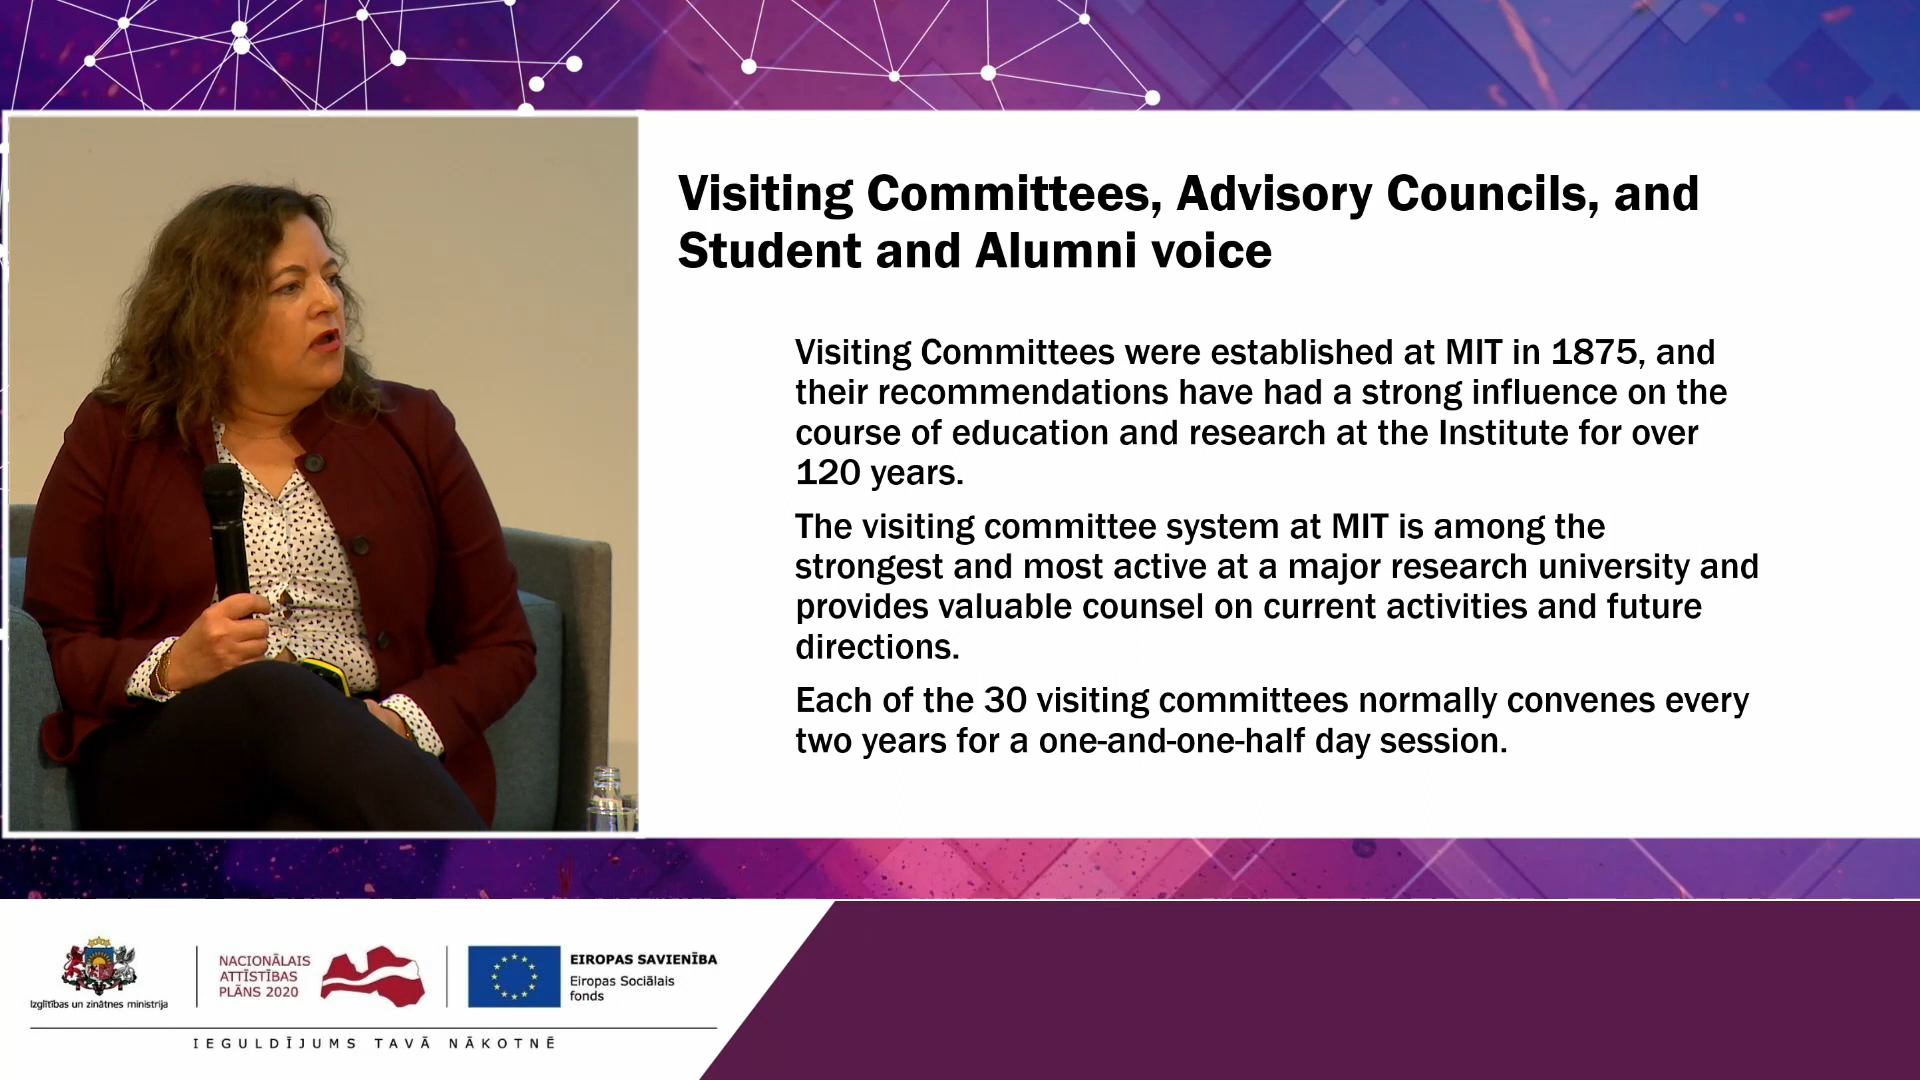 Visiting Committees, Advisory Councils, and
Student and Alumni voice
Visiting Committees were established at MIT in 1875, and
their recommendations have had a strong influence on the
course of education and research at the Institute for over
120 years.
The visiting committee system at MIT is among the
strongest and most active at a major research university and
provides valuable counsel on current activities and future
directions.
Each of the 30 visiting committees normally convenes every
two years for a one-and-one-half day session.
Izglītības un zinātnes ministrija
NACIONĀLAIS
ATTĪSTĪBAS
PLĀNS 2020
EIROPAS SAVIENĪBA
Eiropas Sociālais
fonds
IEGULDĪJUMS TAVĀ NĀKOTNĒ